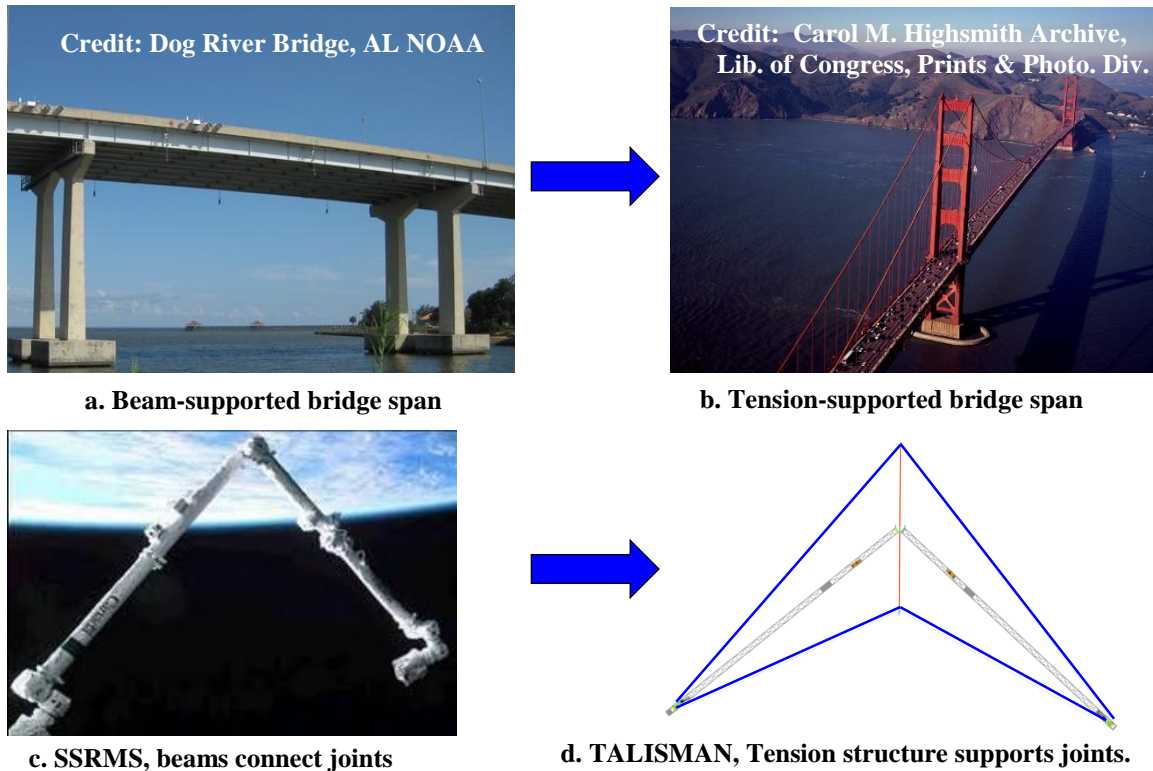 Credit: Dog River Bridge, AL NOAA
Credit: Carol M. Highsmith Archive,
Lib. of Congress, Prints & Photo. Div.
a. Beam-supported bridge span
b. Tension-supported bridge span
Canada
c. SSRMS, beams connect joints
d. TALISMAN, Tension structure supports joints.